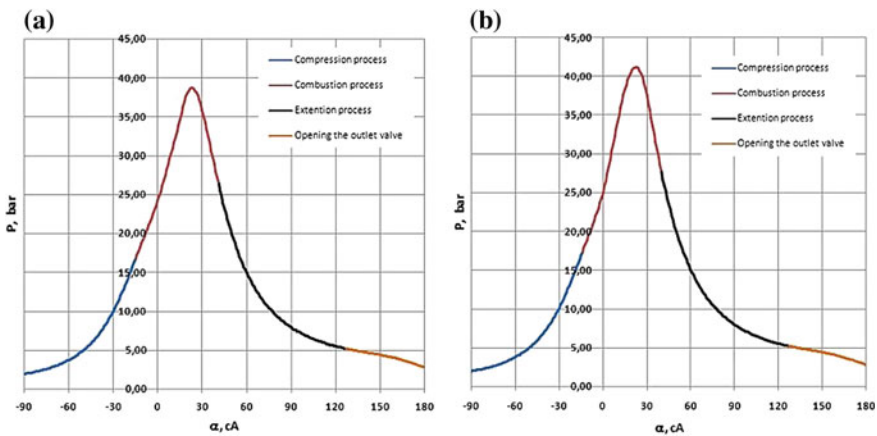 (a)
45,00
40,00
35,00
30,00
25,00
20,00
15,00
10,00
5,00
0,00
P, bar
-90 -60 -30 0 30 60 90 120 150 180
α, cA
Compression process
Combustion process
Extention process
Opening the outlet valve
(b)
45,00
40,00
35,00
30,00
25,00
20,00
15,00
10,00
5,00
0,00
P, bar
-90 -60 -30 0 30 60 90 120 150 180
α, cA
Compression process
Combustion process
Extention process
Opening the outlet valve